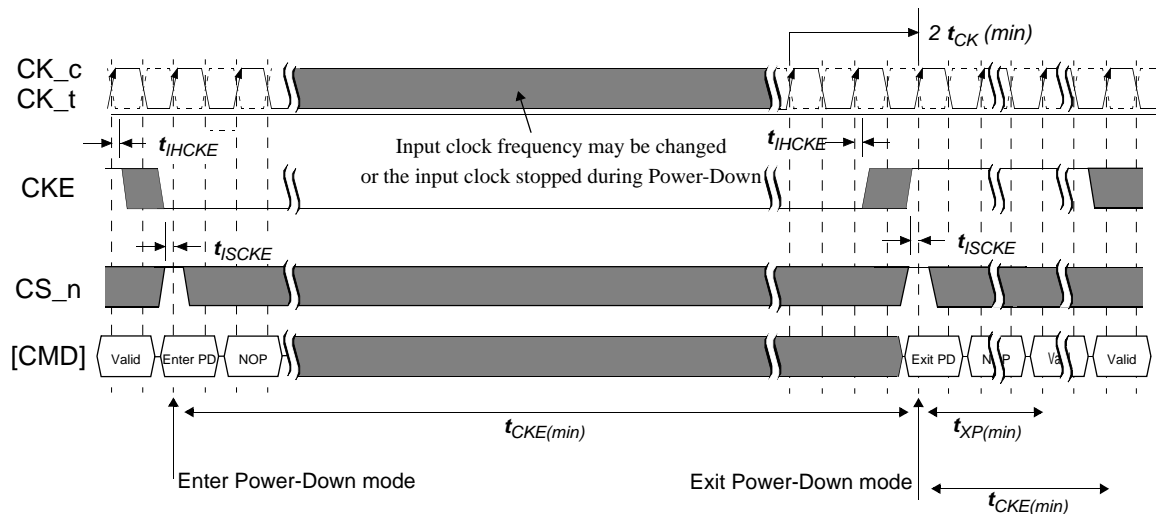 2 tCK (min)
CK_c
CK_t
tIHCKE
Input clock frequency may be changed
or the input clock stopped during Power-Down
tIHCKE
CKE
tISCKE
tISCKE
CS_n
[CMD]
Valid
Enter PD
NOP
Exit PD
Valid
tCKE(min)
tXP(min)
Enter Power-Down mode
Exit Power-Down mode
tCKE(min)